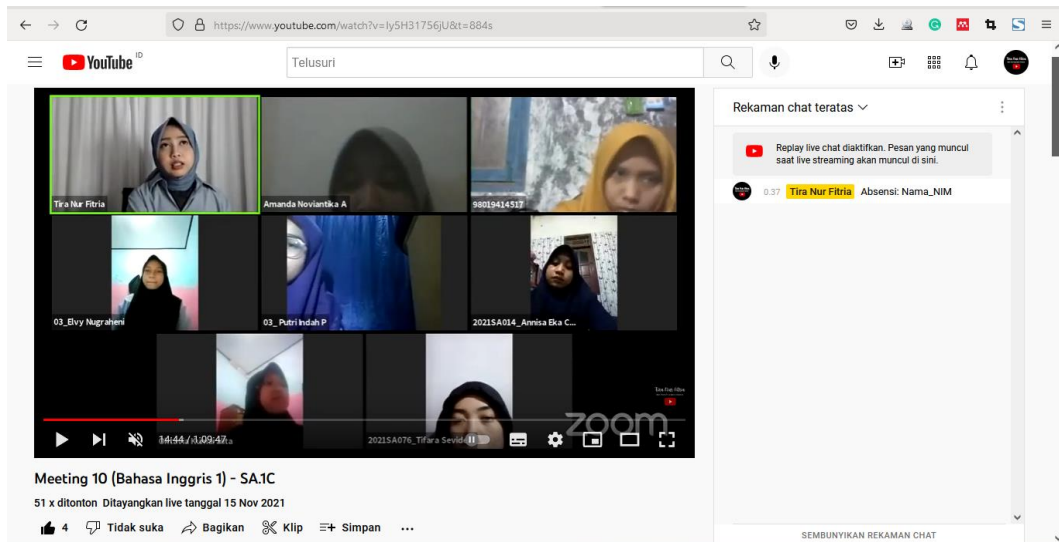 https://www.youtube.com/watch?v=Iy5H31756jU&t=884s
YouTube ID
Telusuri
Tira Nur Fitria
Amanda Noviantika A
98019414517
03_Elvy Nugraheni
03_ Putri Indah P
2021SA014_Annisa Eka C...
2021SA076_Tifara Sevid
Tira Nur Fitria
zoom
14:44 / 1:09:47
Meeting 10 (Bahasa Inggris 1) - SA.1C
51 x ditonton Ditayangkan live tanggal 15 Nov 2021
4 Tidak suka Bagikan Klip Simpan ...
Rekaman chat teratas
Replay live chat diaktifkan. Pesan yang muncul
saat live streaming akan muncul di sini.
0.37 Tira Nur Fitria Absensi: Nama_NIM
SEMBUNYIKAN REKAMAN CHAT